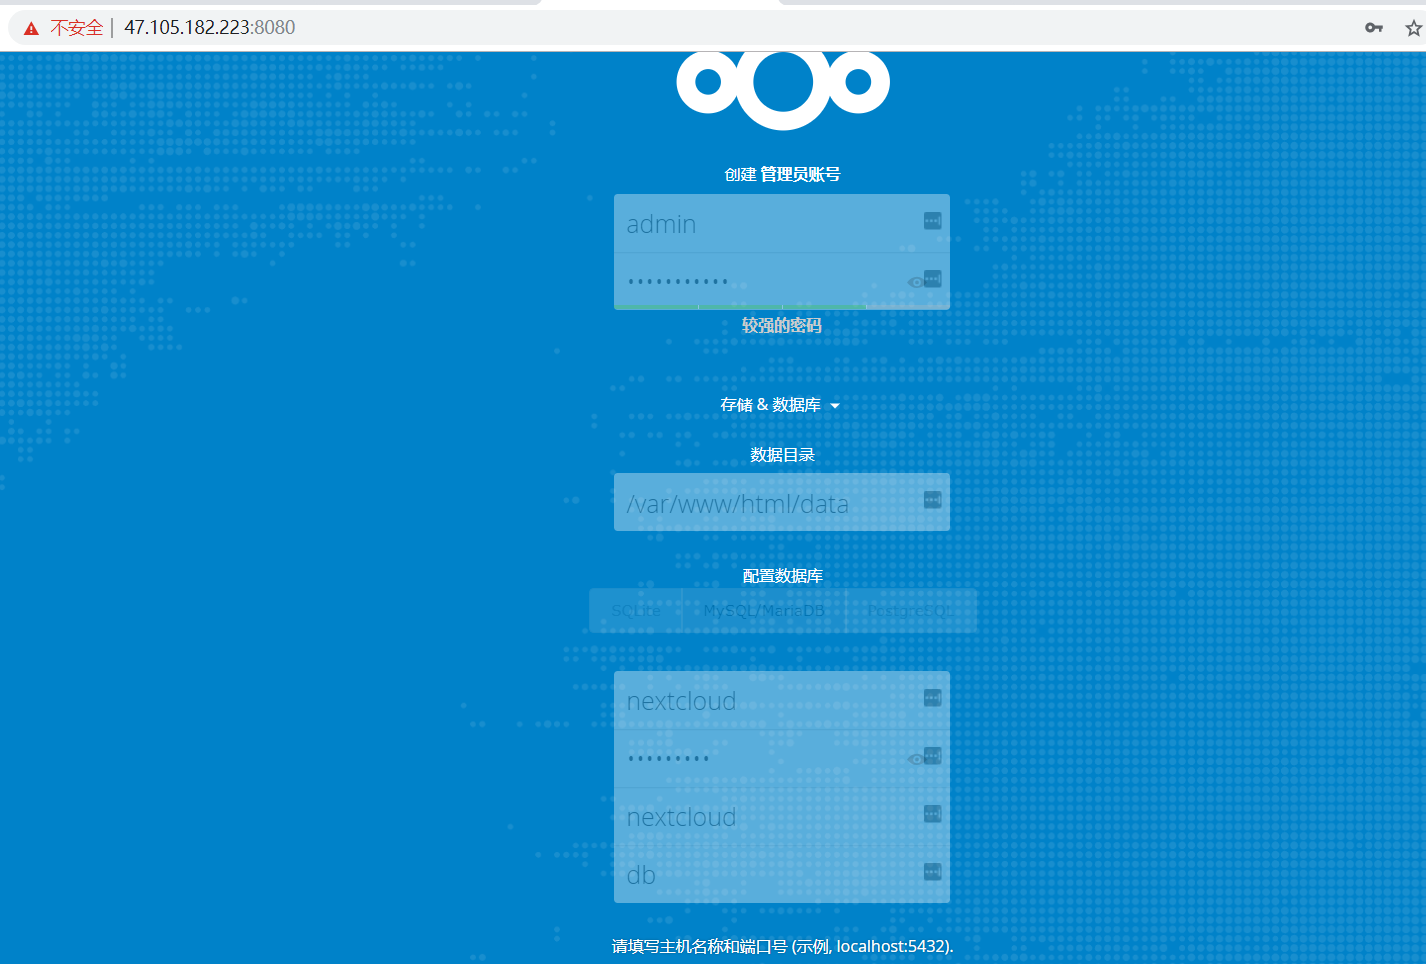 不安全 | 47.105.182.223:8080
创建 管理员账号
admin
•••••••••••
较强的密码
存储 & 数据库
数据目录
/var/www/html/data
配置数据库
SQLite MySQL/MariaDB PostgreSQL
nextcloud
•••••••••
nextcloud
db
请填写主机名称和端口号 (示例, localhost:5432).